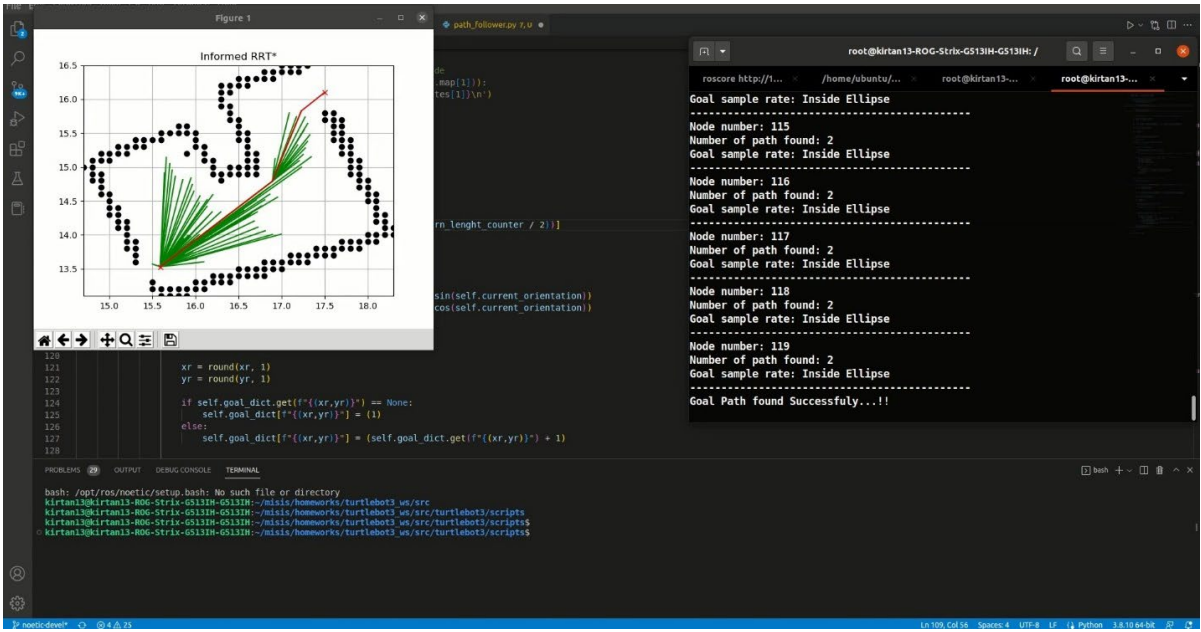 Figure 1
Informed RRT*
16.5
16.0
15.5
15.0
14.5
14.0
13.5
15.0 15.5 16.0 16.5 17.0 17.5 18.0
path_follower.py 7, U
de
.map[1])):
tes[1]}\n')
rn_lenght_counter / 2))]
sin(self.current_orientation))
cos(self.current_orientation))
120
121 xr = round(xr, 1)
122 yr = round(yr, 1)
123
124 if self.goal_dict.get(f"{(xr,yr)}") == None:
125 self.goal_dict[f"{(xr,yr)}"] = (1)
126 else:
127 self.goal_dict[f"{(xr,yr)}"] = (self.goal_dict.get(f"{(xr,yr)}") + 1)
128
root@kirtan13-ROG-Strix-G513IH-G513IH: /
roscore http://1... /home/ubuntu/... root@kirtan13-... root@kirtan13-...
Goal sample rate: Inside Ellipse
--------------------------------------------
Node number: 115
Number of path found: 2
Goal sample rate: Inside Ellipse
--------------------------------------------
Node number: 116
Number of path found: 2
Goal sample rate: Inside Ellipse
--------------------------------------------
Node number: 117
Number of path found: 2
Goal sample rate: Inside Ellipse
--------------------------------------------
Node number: 118
Number of path found: 2
Goal sample rate: Inside Ellipse
--------------------------------------------
Node number: 119
Number of path found: 2
Goal sample rate: Inside Ellipse
--------------------------------------------
Goal Path found Successfuly...!!
PROBLEMS 29 OUTPUT DEBUG CONSOLE TERMINAL
bash
bash: /opt/ros/noetic/setup.bash: No such file or directory
kirtan13@kirtan13-ROG-Strix-G513IH-G513IH:~/misis/homeworks/turtlebot3_ws/src
kirtan13@kirtan13-ROG-Strix-G513IH-G513IH:~/misis/homeworks/turtlebot3_ws/src/turtlebot3/scripts
kirtan13@kirtan13-ROG-Strix-G513IH-G513IH:~/misis/homeworks/turtlebot3_ws/src/turtlebot3/scripts$
kirtan13@kirtan13-ROG-Strix-G513IH-G513IH:~/misis/homeworks/turtlebot3_ws/src/turtlebot3/scripts$
noetic-devel* 4 25 Ln 109, Col 56 Spaces: 4 UTF-8 LF Python 3.8.10 64-bit